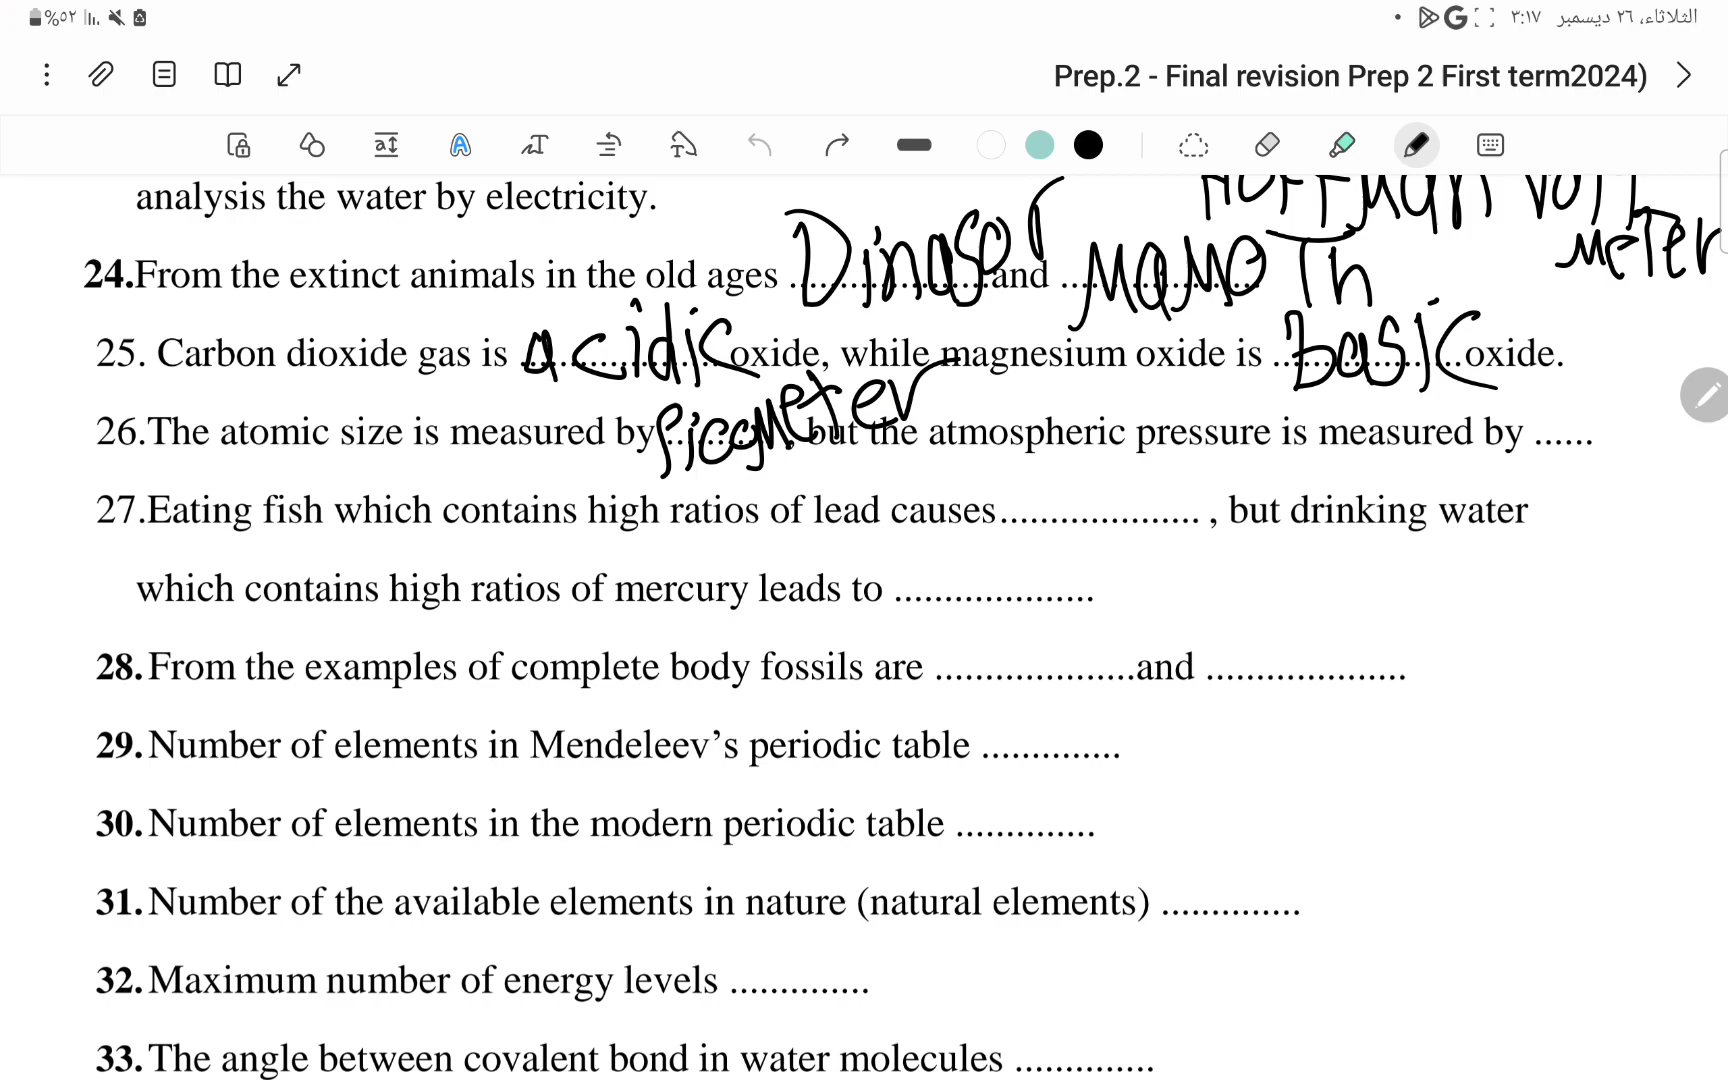 %٥٢ الثلاثاء، ٢٦ ديسمبر ٣:١٧
Prep.2 - Final revision Prep 2 First term2024)
analysis the water by electricity. Hoffman volt
meter
24.From the extinct animals in the old ages .....Dinasor.....and .....mamoTh.....
25. Carbon dioxide gas is .....acidic.....oxide, while magnesium oxide is .....basic.....oxide.
26.The atomic size is measured by.....Picometer....., but the atmospheric pressure is measured by ......
27.Eating fish which contains high ratios of lead causes.................... , but drinking water
which contains high ratios of mercury leads to ....................
28.From the examples of complete body fossils are ....................and ....................
29.Number of elements in Mendeleev’s periodic table ..............
30.Number of elements in the modern periodic table ..............
31.Number of the available elements in nature (natural elements) ..............
32.Maximum number of energy levels ..............
33.The angle between covalent bond in water molecules ..............